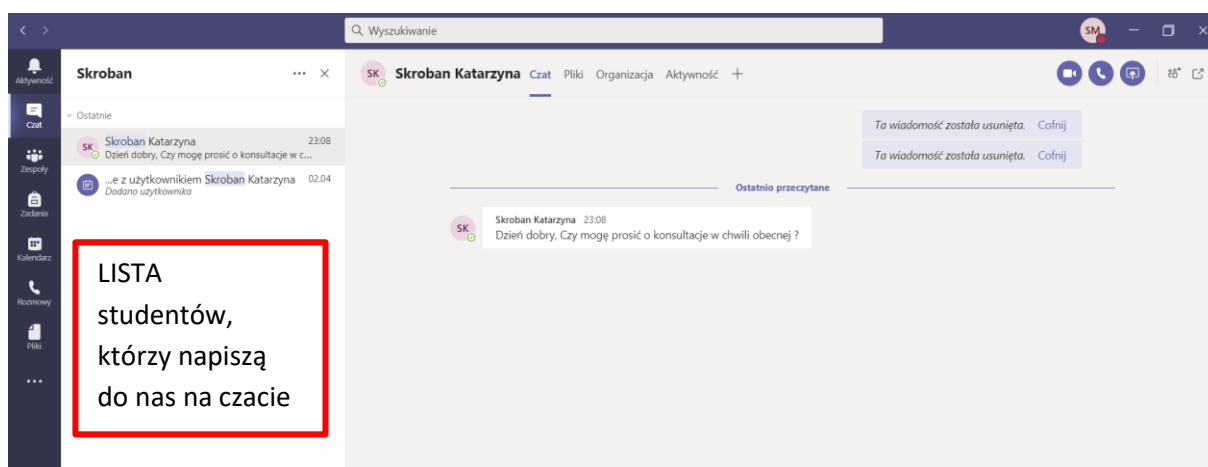 Wyszukiwanie
SM
Aktywność
Czat
Zespoły
Zadania
Kalendarz
Rozmowy
Pliki
Skroban
Ostatnie
SK
Skroban Katarzyna 23:08
Dzień dobry, Czy mogę prosić o konsultacje w c...
...e z użytkownikiem Skroban Katarzyna 02.04
Dodano użytkownika
LISTA
studentów,
którzy napiszą
do nas na czacie
SK Skroban Katarzyna Czat Pliki Organizacja Aktywność +
Ta wiadomość została usunięta. Cofnij
Ta wiadomość została usunięta. Cofnij
Ostatnio przeczytane
SK
Skroban Katarzyna 23:08
Dzień dobry, Czy mogę prosić o konsultacje w chwili obecnej ?